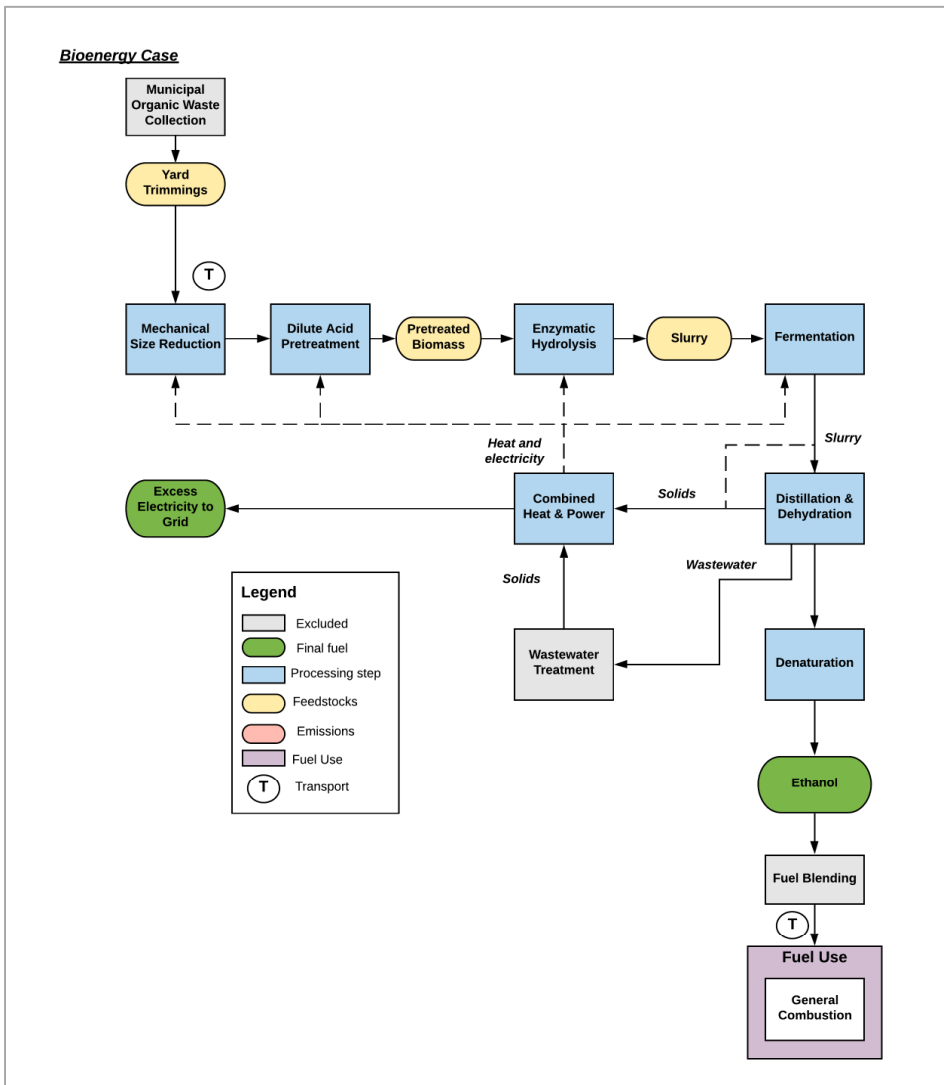 Bioenergy Case
Municipal
Organic Waste
Collection
Yard
Trimmings
T
Mechanical
Size Reduction
Dilute Acid
Pretreatment
Pretreated
Biomass
Enzymatic
Hydrolysis
Slurry
Fermentation
Heat and
electricity
Slurry
Excess
Electricity to
Grid
Combined
Heat & Power
Solids
Distillation &
Dehydration
Wastewater
Solids
Wastewater
Treatment
Denaturation
Legend
Excluded
Final fuel
Processing step
Feedstocks
Emissions
Fuel Use
T
Transport
Ethanol
Fuel Blending
T
Fuel Use
General
Combustion